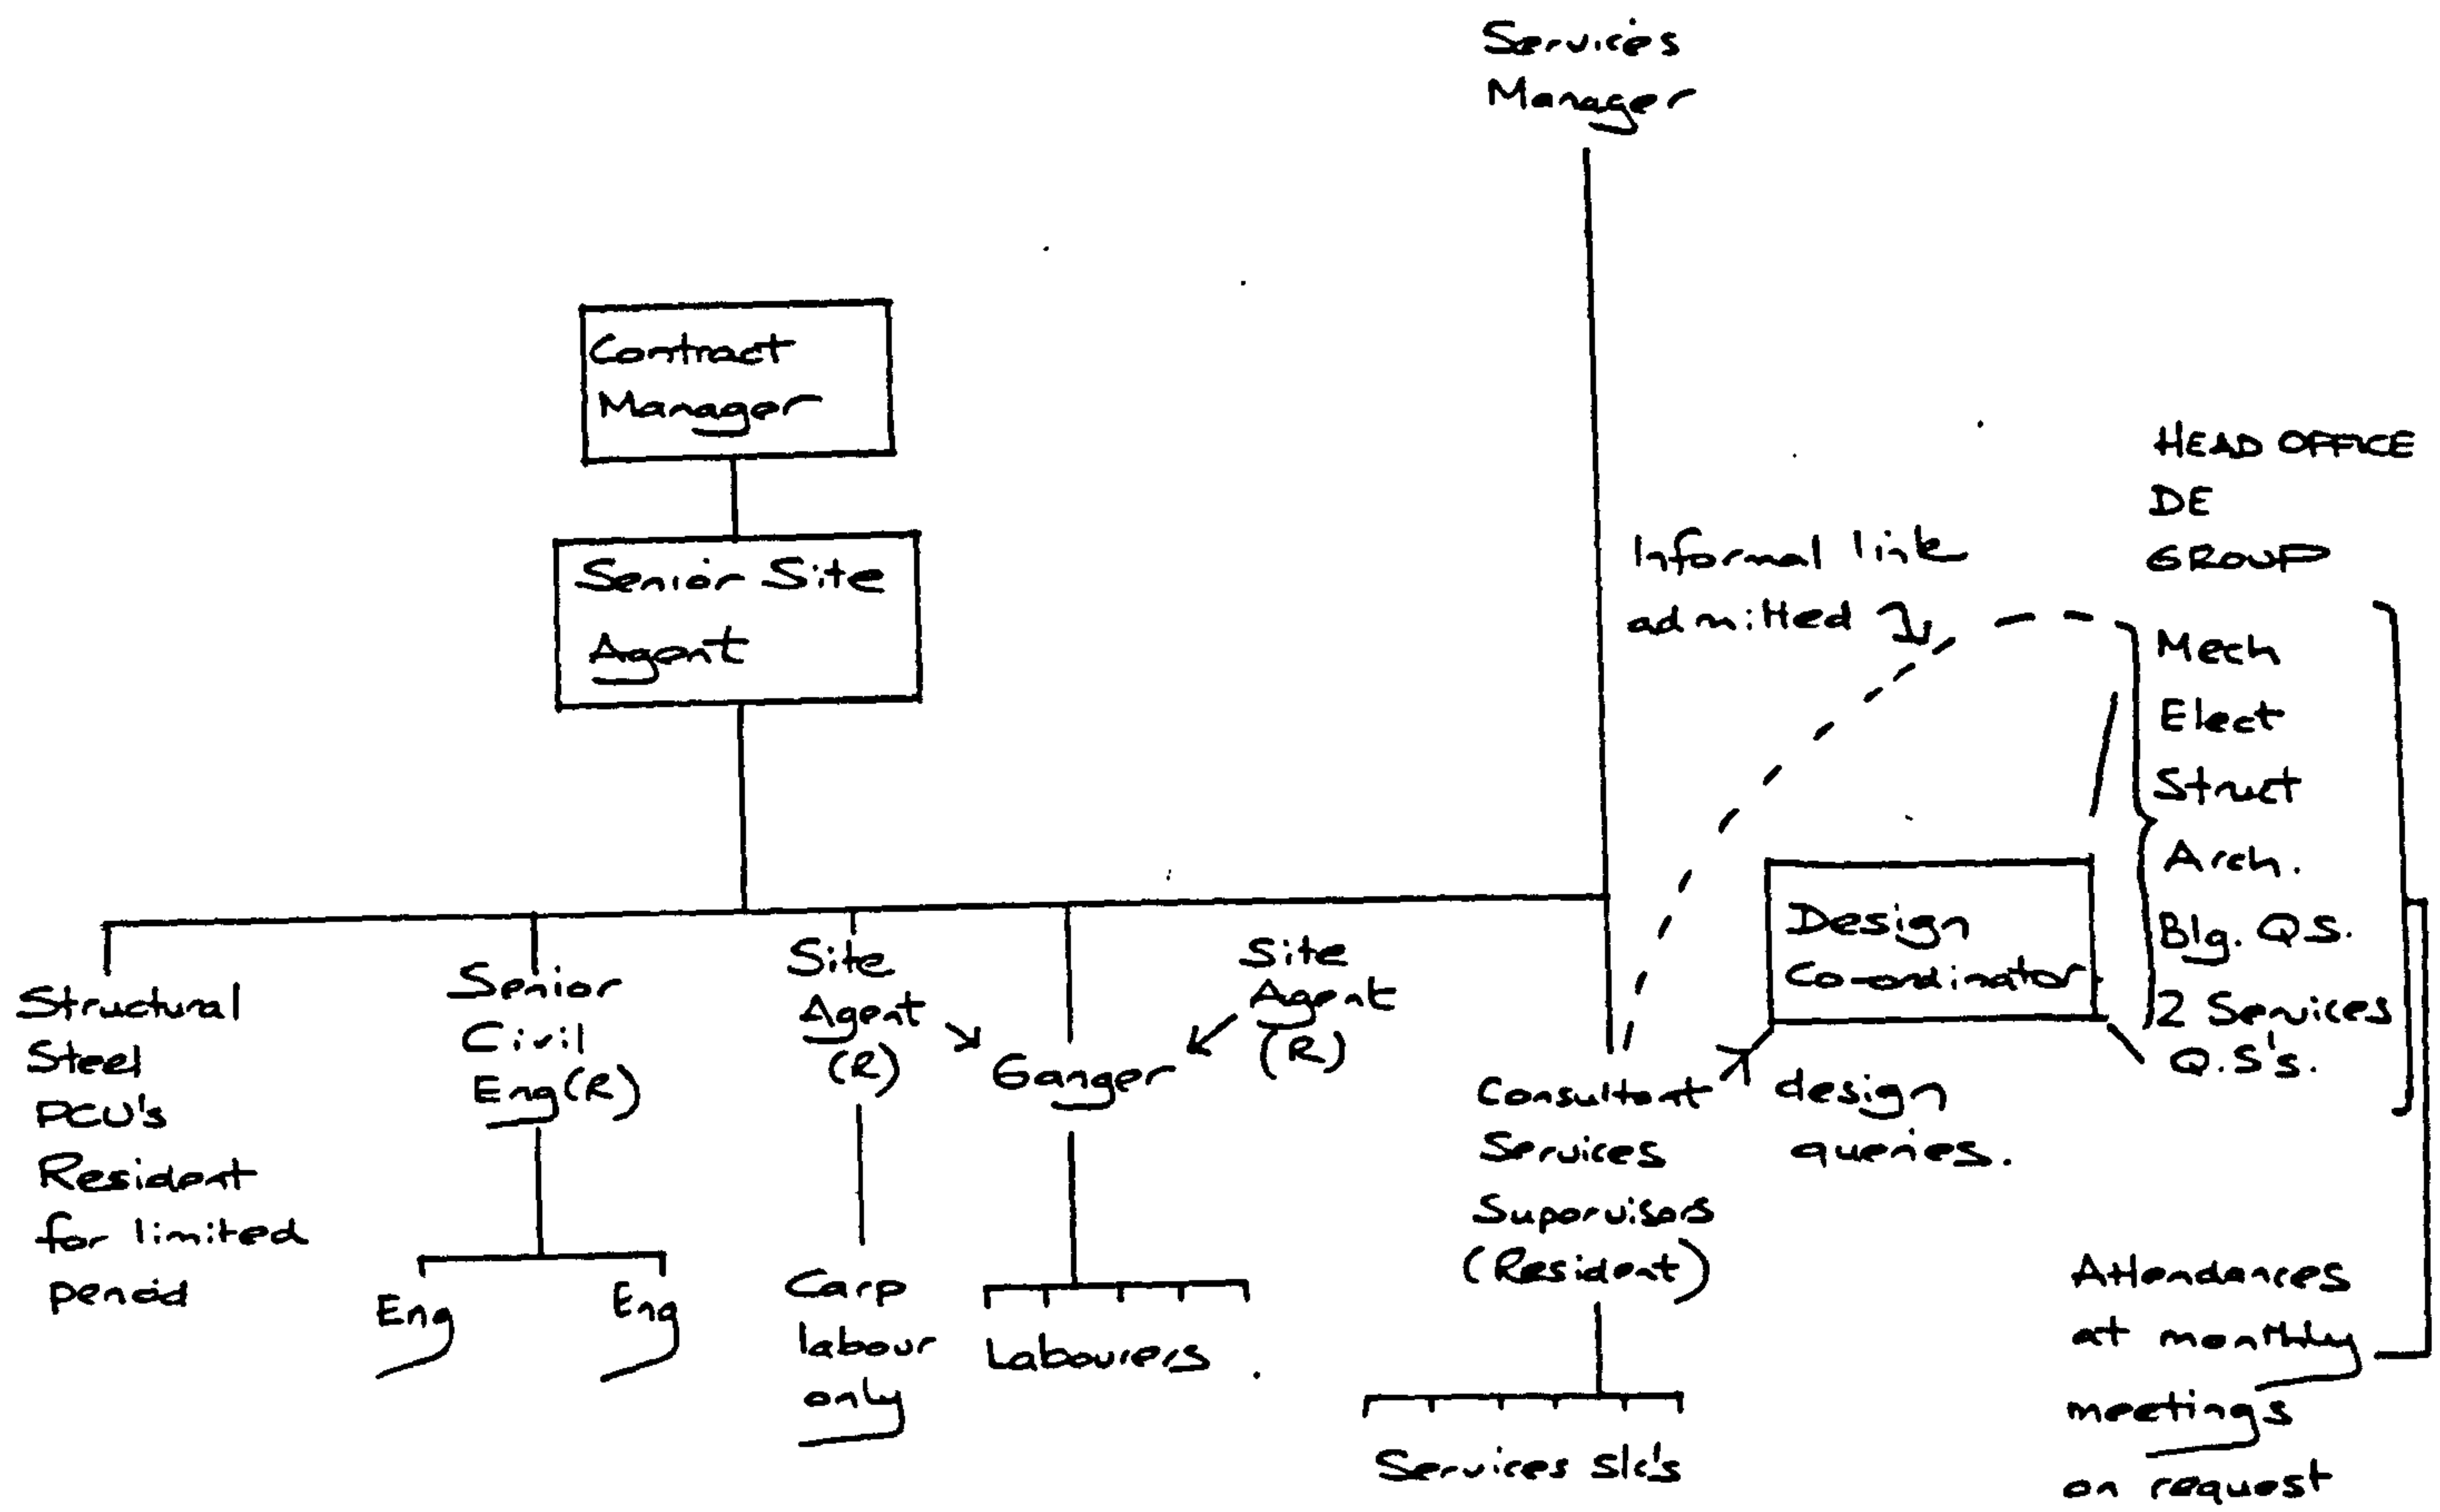 Services
Manager
Contract
Manager
Senior Site
Agent
HEAD OFFICE
DE
GROUP
Informal link
admitted
Mech
Elect
Struct
Arch.
Blg. QS.
2 Services
Q.S's.
Design
Co-ordinator
Structural
Steel
PCU's
Resident
for limited
period
Senior
Civil
Eng (R)
Eng
Eng
Site
Agent
(R)
Carp
labour
only
Ganger
Labourers
Site
Agent
(R)
Consultant
Services
Supervisors
(Resident)
Services S/c's
design
queries.
Attendances
at monthly
meetings
on request